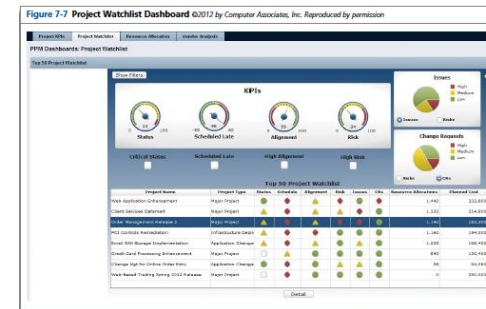 Figure 7-7 Project Watchlist Dashboard ©2012 by Computer Associates, Inc. Reproduced by permission
Project KPIs Project Watchlist Resource Allocation Vendor Analysis
PPM Dashboards: Project Watchlist
Top 50 Project Watchlist
Show Filters
KPIs
Status Scheduled Late Alignment Risk
Critical Status Scheduled Late High Alignment High Risk
Issues
High
Medium
Low
Issues Risks
Change Requests
High
Medium
Low
Risks CRs
Top 50 Project Watchlist
Project Name Project Type Status Schedule Alignment Risk Issues CRs Resource Allocations Planned Cost
Web Application Enhancement Major Project 1,440
Client Services Datamart Major Project
Order Management Release 2 Major Project
PCI Controls Remediation Infrastructure
Email SAN Storage Implementation Application Change
Credit Card Processing Enhancement Major Project
Change Mgt for Online Order Entry Application Change
Web-Based Trading Spring 2012 Release Major Project 0
Detail